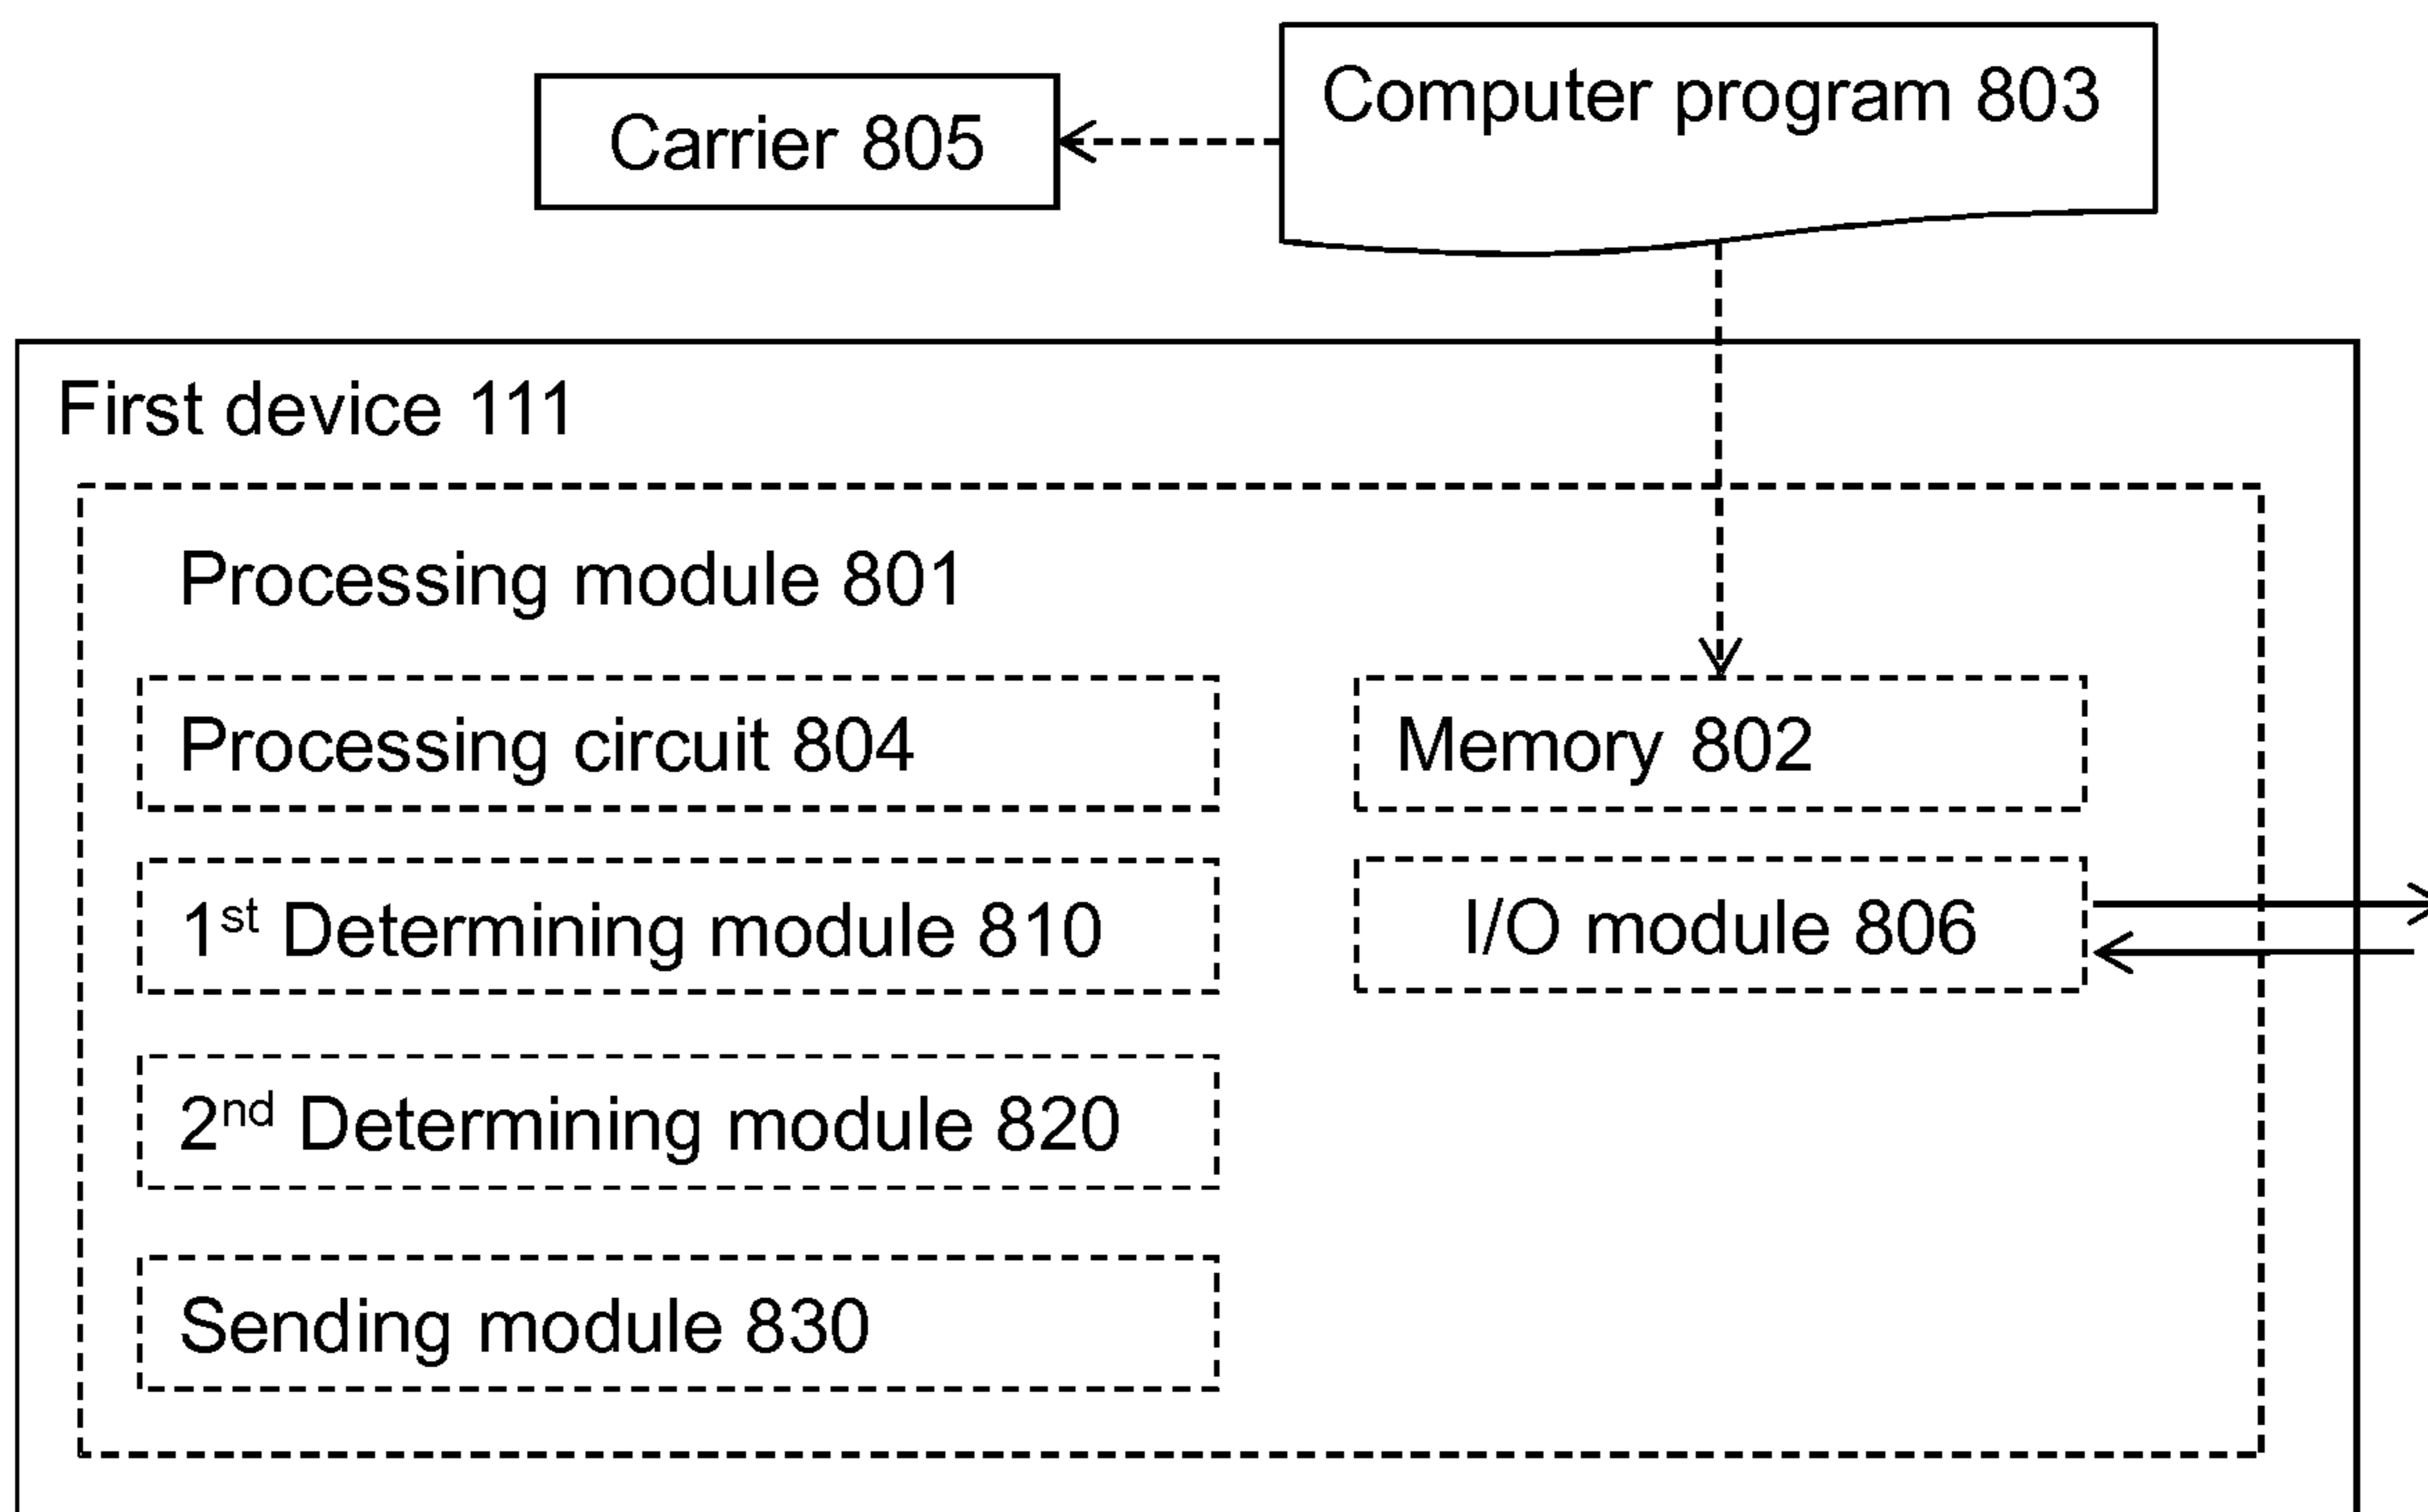 Computer program 803
Carrier 805
First device 111
Processing module 801
Processing circuit 804
Memory 802
1st Determining module 810
I/O module 806
2nd Determining module 820
Sending module 830